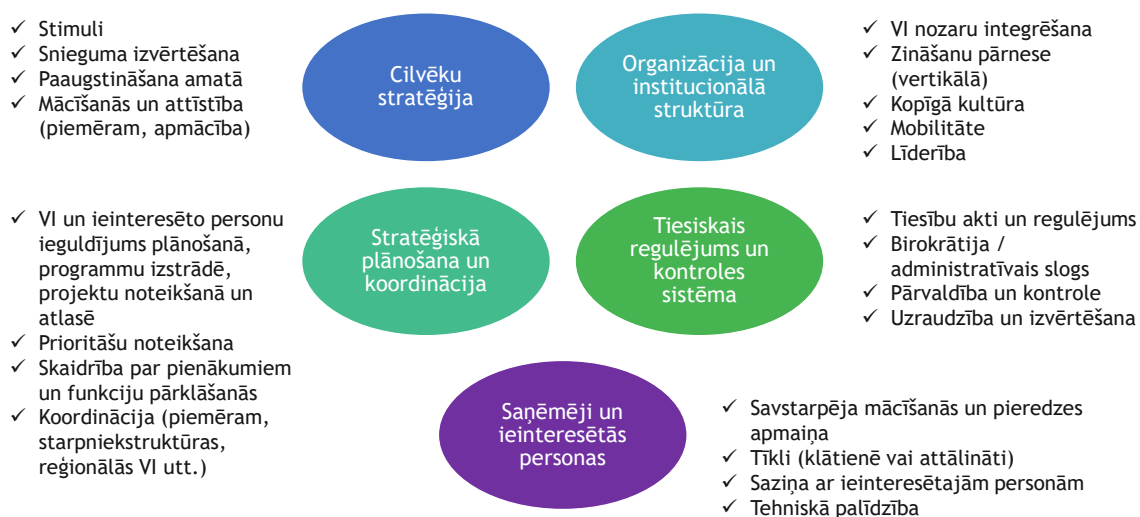 ✓ Stimuli
✓ Snieguma izvērtēšana
✓ Paaugstināšana amatā
✓ Mācīšanās un attīstība
(piemēram, apmācība)
Cilvēku
stratēģija
Organizācija un
institucionālā
struktūra
✓ VI nozaru integrēšana
✓ Zināšanu pārnese
(vertikālā)
✓ Kopīgā kultūra
✓ Mobilitāte
✓ Līderība
✓ VI un ieinteresēto personu
ieguldījums plānošanā,
programmu izstrādē,
projektu noteikšanā un
atlasē
✓ Prioritāšu noteikšana
✓ Skaidrība par pienākumiem
un funkciju pārklāšanās
✓ Koordinācija (piemēram,
starpniekstruktūras,
reģionālās VI utt.)
Stratēģiskā
plānošana un
koordinācija
Tiesiskais
regulējums un
kontroles
sistēma
✓ Tiesību akti un regulējums
✓ Birokrātija /
administratīvais slogs
✓ Pārvaldība un kontrole
✓ Uzraudzība un izvērtēšana
Saņēmēji un
ieinteresētās
personas
✓ Savstarpēja mācīšanās un pieredzes
apmaiņa
✓ Tīkli (klātienē vai attālināti)
✓ Saziņa ar ieinteresētajām personām
✓ Tehniskā palīdzība